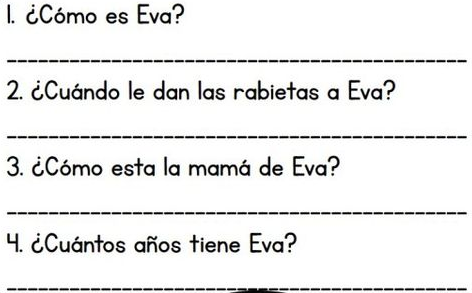 1. ¿Cómo es Eva?
2. ¿Cuándo le dan las rabietas a Eva?
3. ¿Cómo esta la mamá de Eva?
4. ¿Cuántos años tiene Eva?